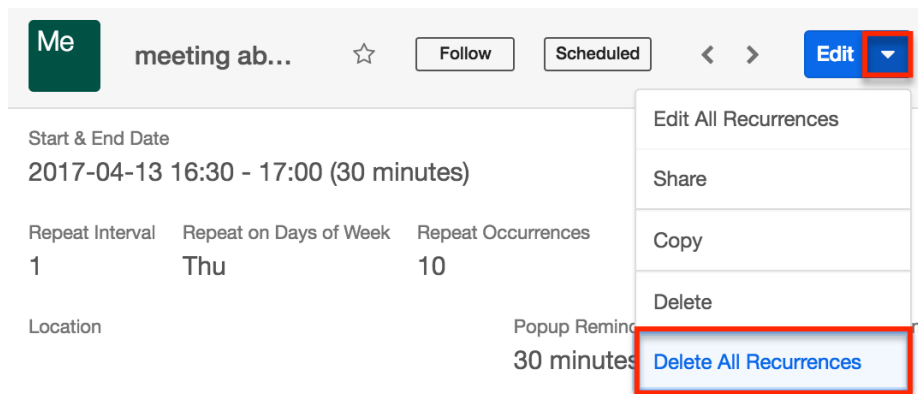 Me
meeting ab...
Follow
Scheduled
Edit
Edit All Recurrences
Start & End Date
2017-04-13 16:30 - 17:00 (30 minutes)
Share
Repeat Interval
Repeat on Days of Week
Repeat Occurrences
1
Thu
10
Copy
Delete
Location
Popup Remind
30 minutes
Delete All Recurrences